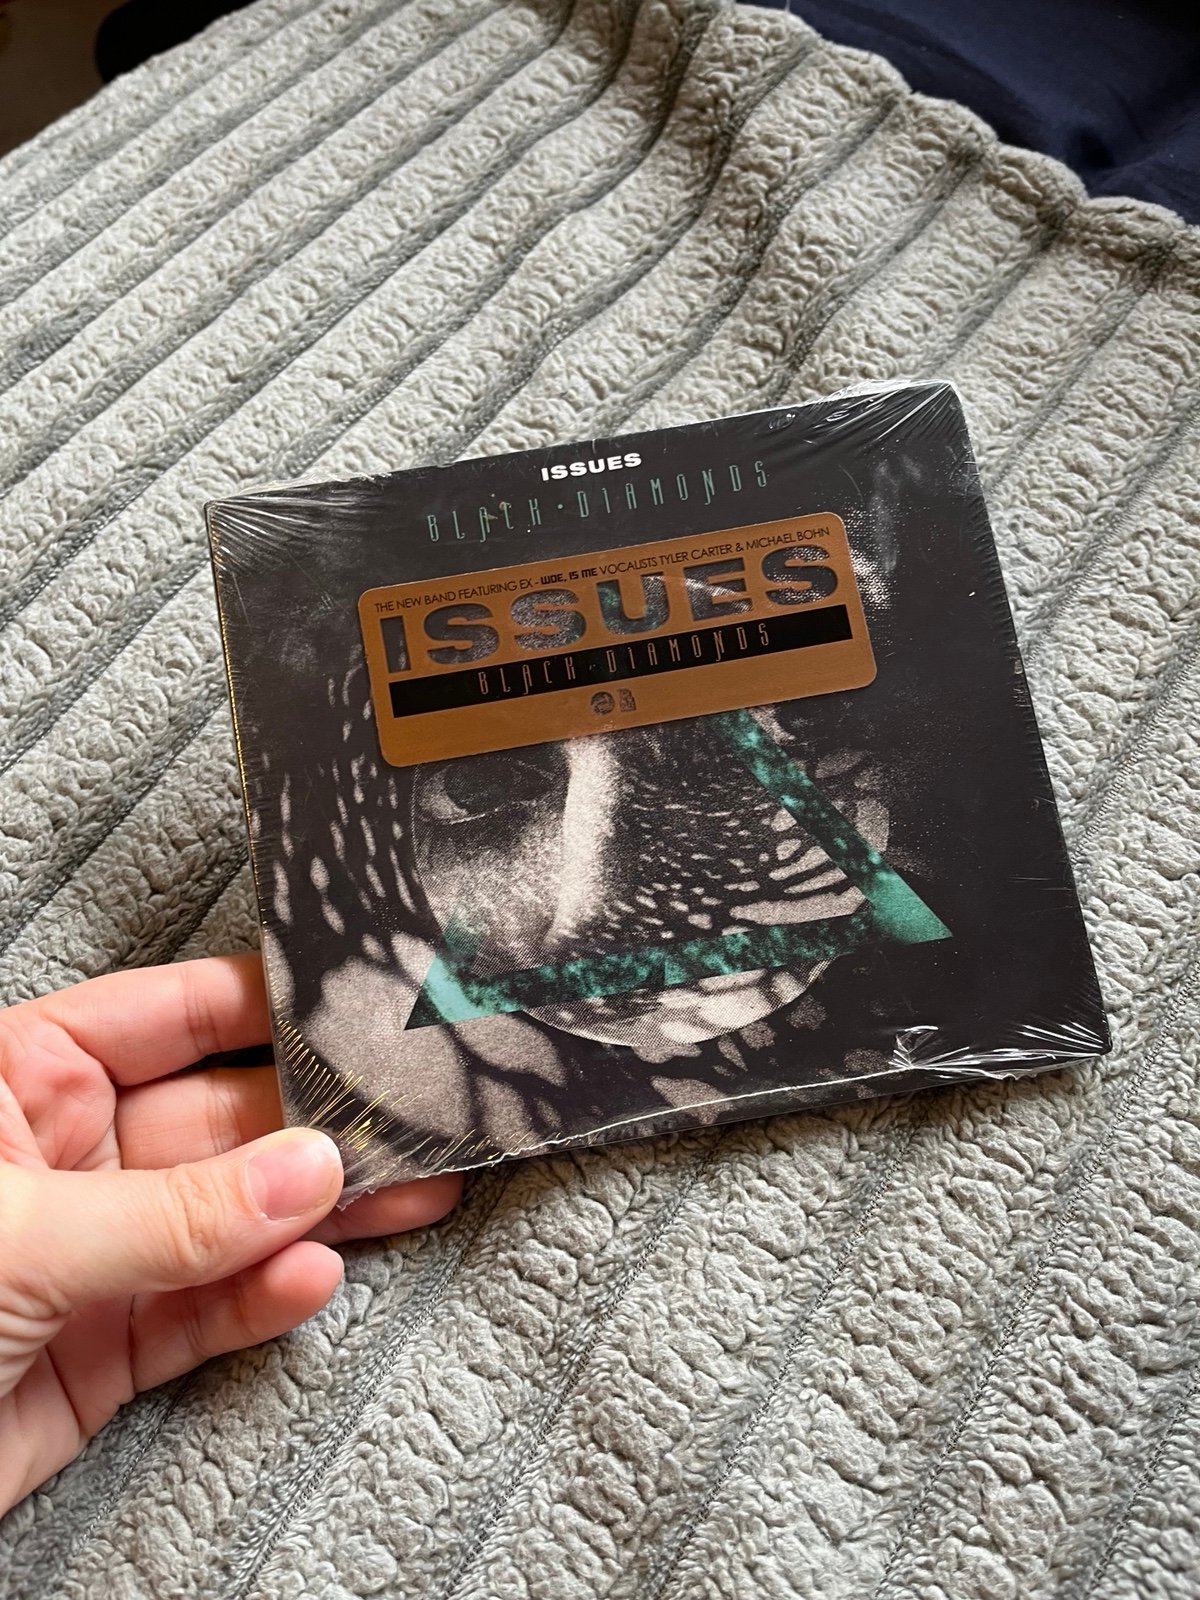 ISSUES
BLACK·DIAMONDS
THE NEW BAND FEATURING EX-WOE, IS ME VOCALISTS TYLER CARTER & MICHAEL BOHN
ISSUES
BLACK·DIAMONDS